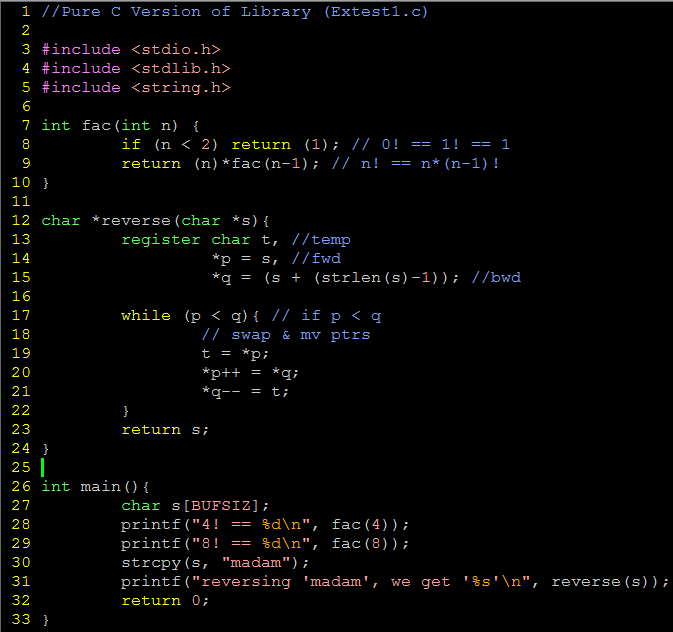 1 //Pure C Version of Library (Extest1.c)
2
3 #include <stdio.h>
4 #include <stdlib.h>
5 #include <string.h>
6
7 int fac(int n) {
8         if (n < 2) return (1); // 0! == 1! == 1
9         return (n)*fac(n-1); // n! == n*(n-1)!
10 }
11
12 char *reverse(char *s){
13         register char t, //temp
14                  *p = s, //fwd
15                  *q = (s + (strlen(s)-1)); //bwd
16
17         while (p < q){ // if p < q
18                 // swap & mv ptrs
19                 t = *p;
20                 *p++ = *q;
21                 *q-- = t;
22         }
23         return s;
24 }
25
26 int main(){
27         char s[BUFSIZ];
28         printf("4! == %d\n", fac(4));
29         printf("8! == %d\n", fac(8));
30         strcpy(s, "madam");
31         printf("reversing 'madam', we get '%s'\n", reverse(s));
32         return 0;
33 }